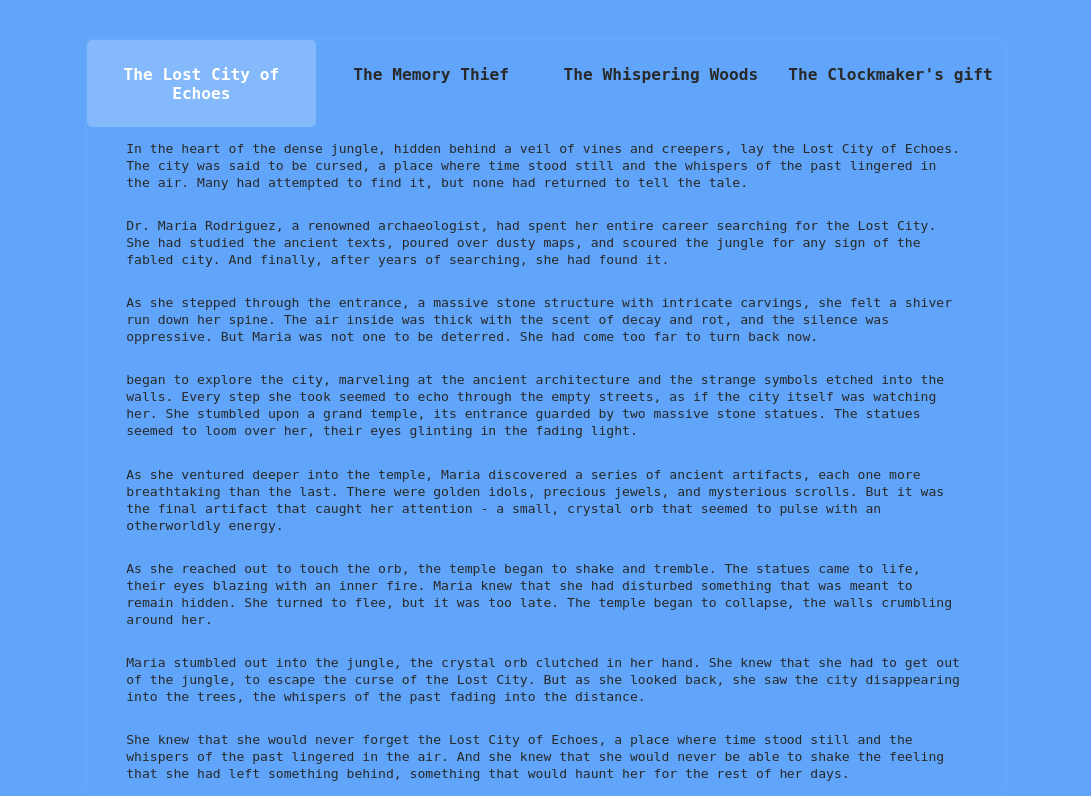 The Lost City of
Echoes
The Memory Thief
The Whispering Woods
The Clockmaker's gift
In the heart of the dense jungle, hidden behind a veil of vines and creepers, lay the Lost City of Echoes.
The city was said to be cursed, a place where time stood still and the whispers of the past lingered in
the air. Many had attempted to find it, but none had returned to tell the tale.
Dr. Maria Rodriguez, a renowned archaeologist, had spent her entire career searching for the Lost City.
She had studied the ancient texts, poured over dusty maps, and scoured the jungle for any sign of the
fabled city. And finally, after years of searching, she had found it.
As she stepped through the entrance, a massive stone structure with intricate carvings, she felt a shiver
run down her spine. The air inside was thick with the scent of decay and rot, and the silence was
oppressive. But Maria was not one to be deterred. She had come too far to turn back now.
began to explore the city, marveling at the ancient architecture and the strange symbols etched into the
walls. Every step she took seemed to echo through the empty streets, as if the city itself was watching
her. She stumbled upon a grand temple, its entrance guarded by two massive stone statues. The statues
seemed to loom over her, their eyes glinting in the fading light.
As she ventured deeper into the temple, Maria discovered a series of ancient artifacts, each one more
breathtaking than the last. There were golden idols, precious jewels, and mysterious scrolls. But it was
the final artifact that caught her attention - a small, crystal orb that seemed to pulse with an
otherworldly energy.
As she reached out to touch the orb, the temple began to shake and tremble. The statues came to life,
their eyes blazing with an inner fire. Maria knew that she had disturbed something that was meant to
remain hidden. She turned to flee, but it was too late. The temple began to collapse, the walls crumbling
around her.
Maria stumbled out into the jungle, the crystal orb clutched in her hand. She knew that she had to get out
of the jungle, to escape the curse of the Lost City. But as she looked back, she saw the city disappearing
into the trees, the whispers of the past fading into the distance.
She knew that she would never forget the Lost City of Echoes, a place where time stood still and the
whispers of the past lingered in the air. And she knew that she would never be able to shake the feeling
that she had left something behind, something that would haunt her for the rest of her days.